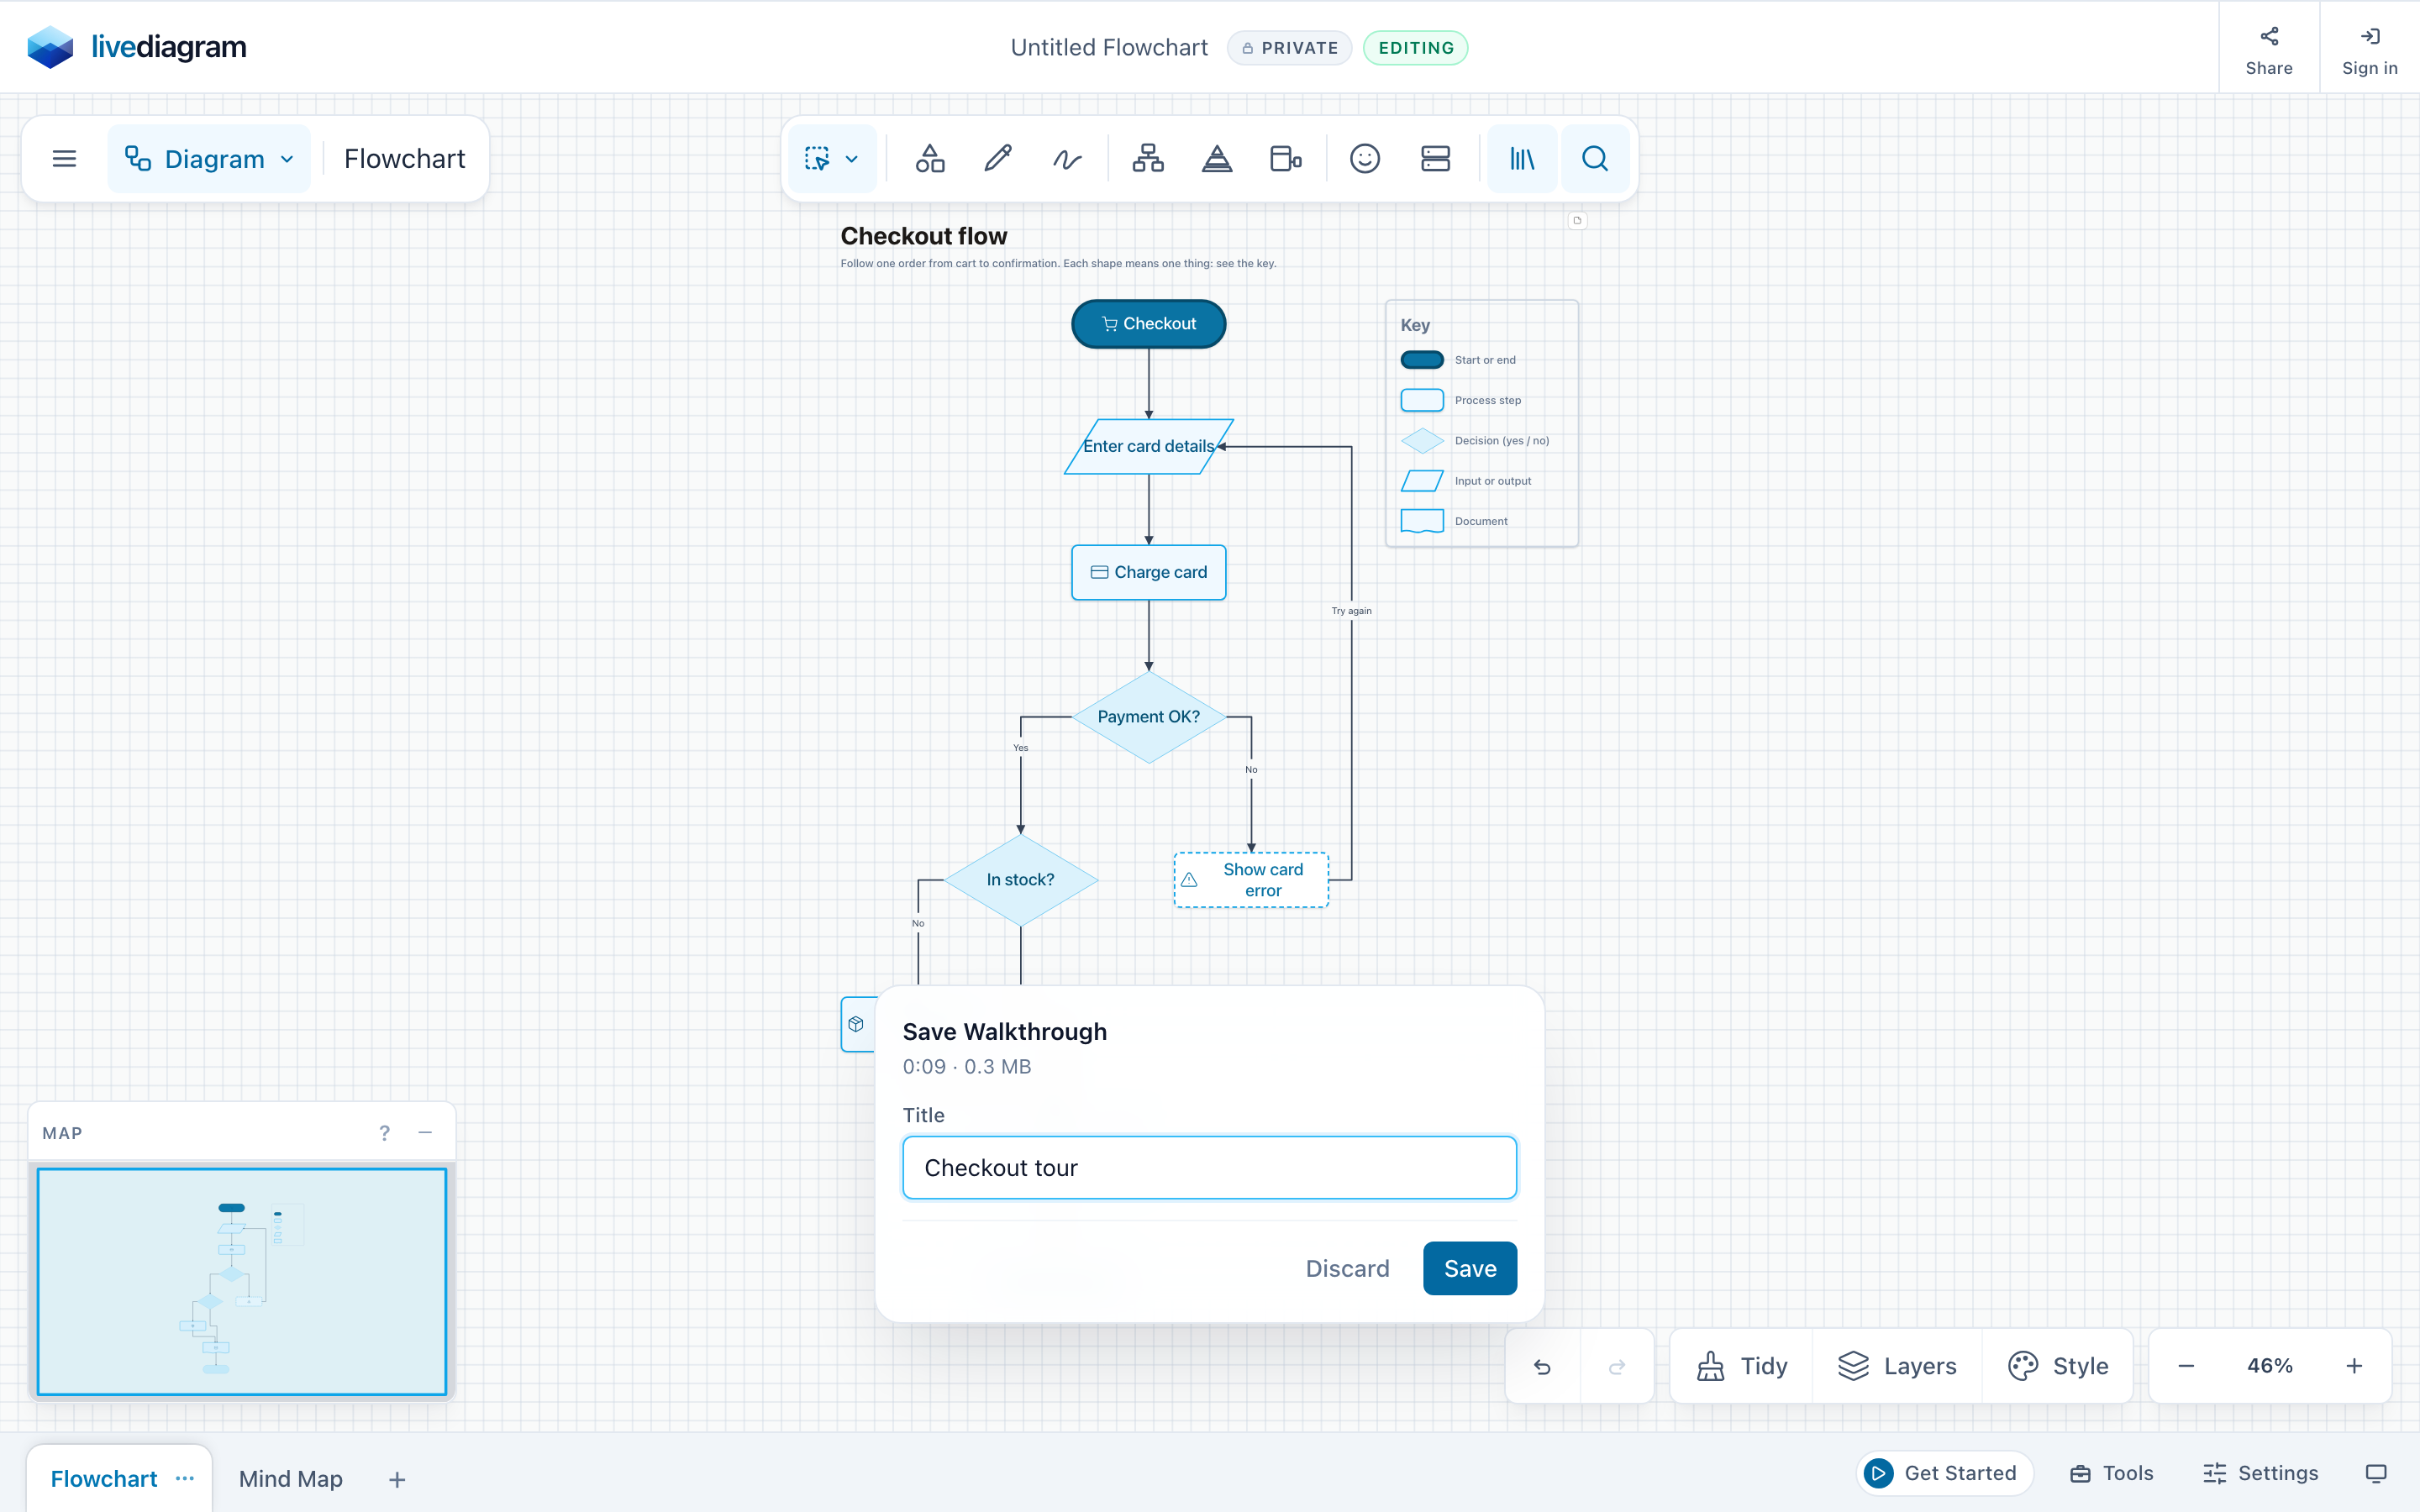 livediagram
Untitled Flowchart
PRIVATE
EDITING
Share
Sign in
Diagram
Flowchart
Checkout flow
Follow one order from cart to confirmation. Each shape means one thing: see the key.
Checkout
Key
Start or end
Process step
Decision (yes / no)
Input or output
Document
Enter card details
Charge card
Try again
Payment OK?
Yes
No
In stock?
Show card
error
No
Save Walkthrough
0:09 · 0.3 MB
Title
Checkout tour
Discard
Save
MAP
?
Tidy
Layers
Style
46%
Flowchart
Mind Map
Get Started
Tools
Settings